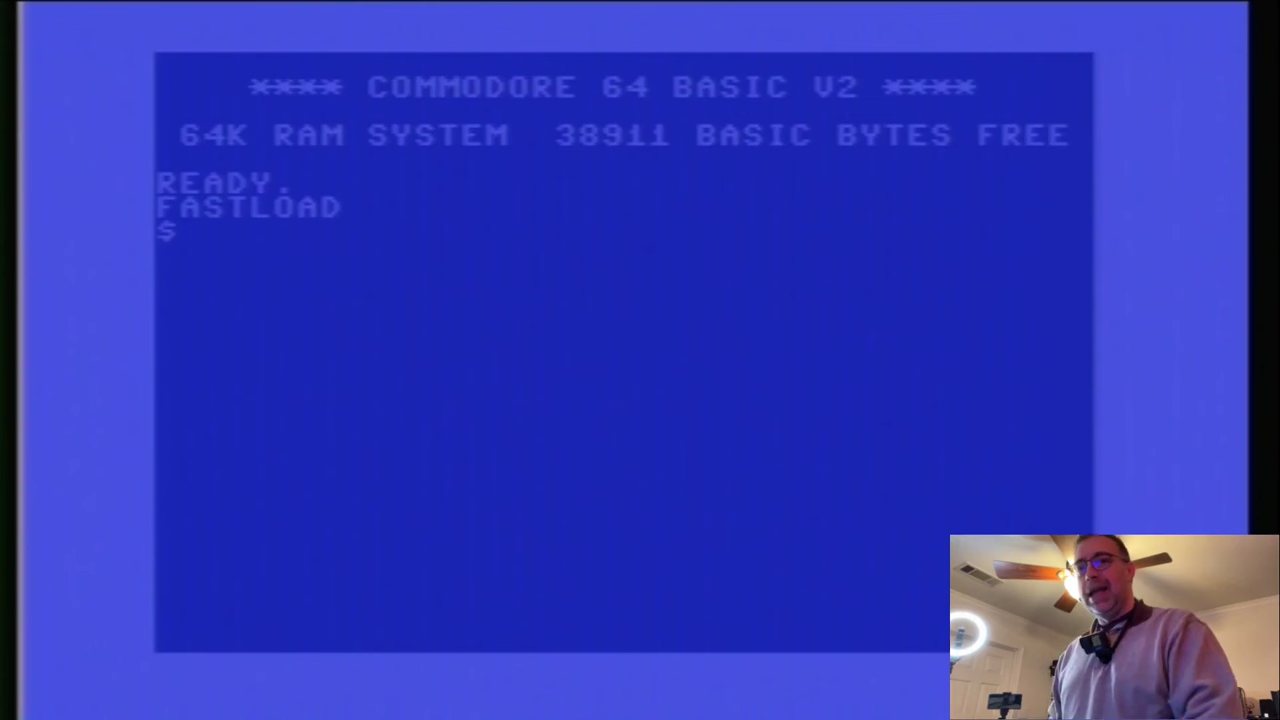 **** COMMODORE 64 BASIC V2 ****
64K RAM SYSTEM  38911 BASIC BYTES FREE
READY.
FASTLOAD
$